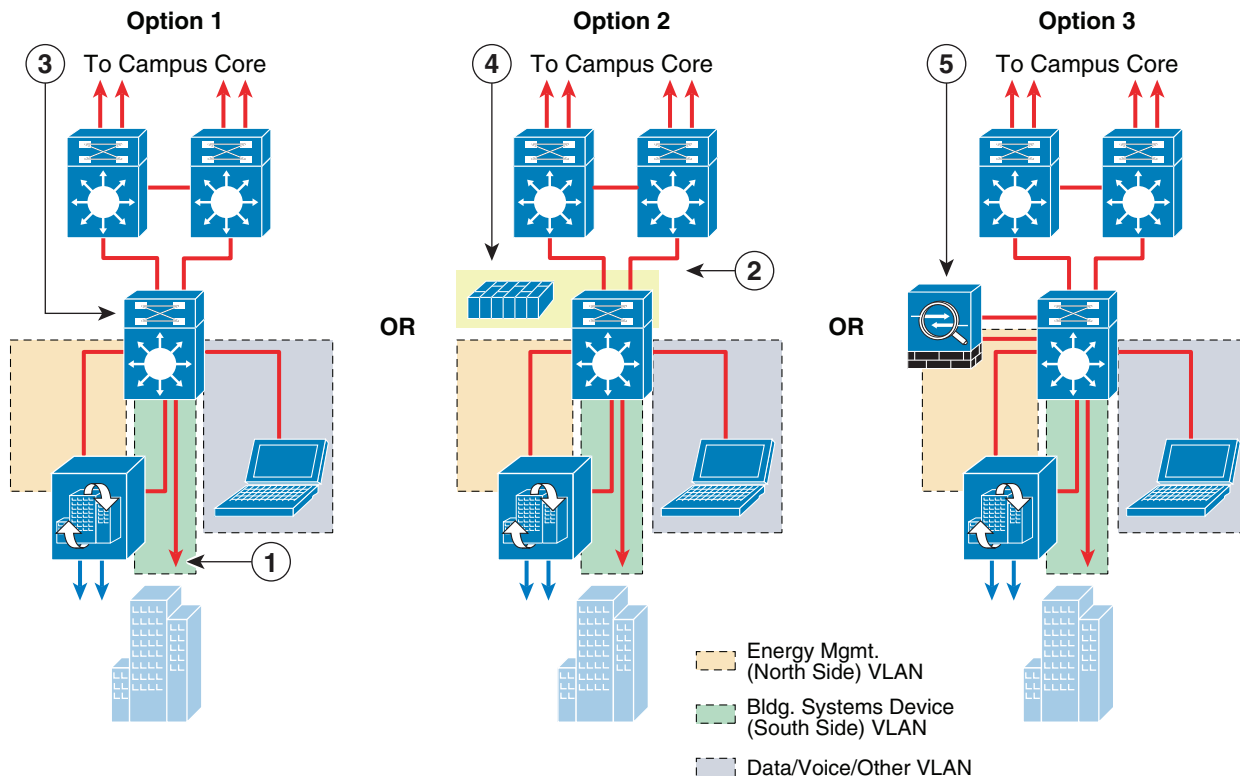 Option 1
Option 2
Option 3
3
To Campus Core
4
To Campus Core
5
To Campus Core
2
OR
OR
1
Energy Mgmt.
(North Side) VLAN
Bldg. Systems Device
(South Side) VLAN
Data/Voice/Other VLAN